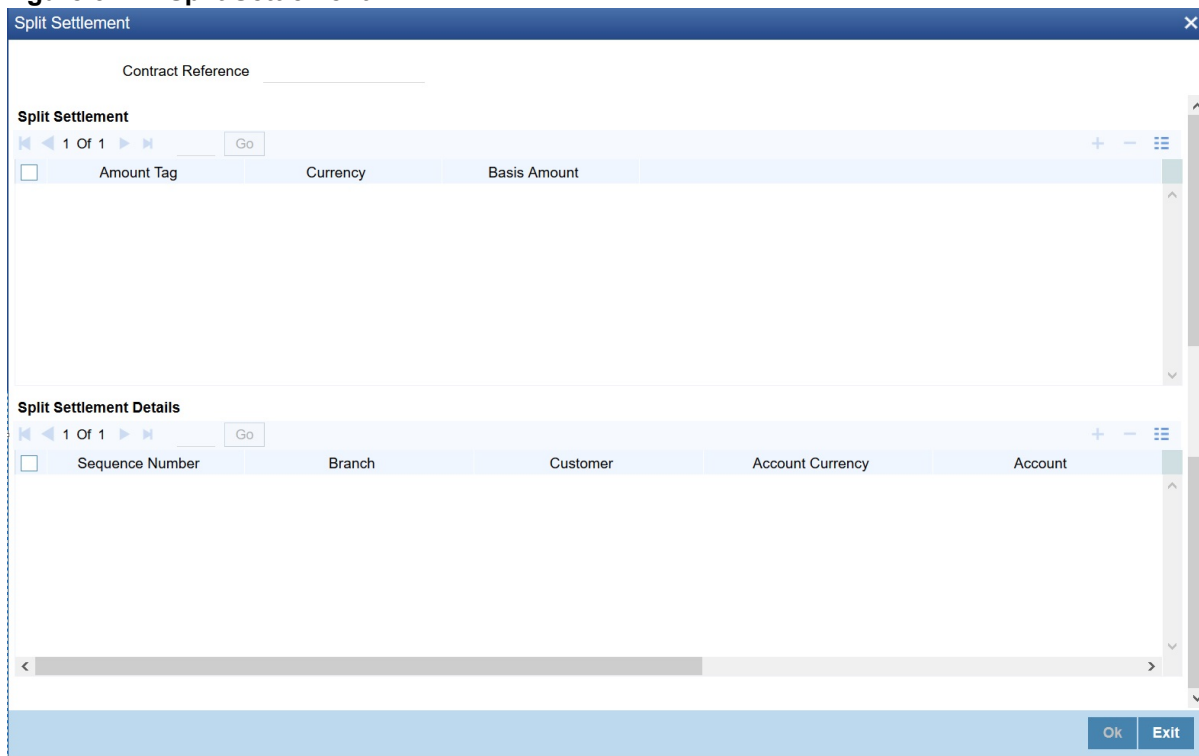 Split Settlement
Contract Reference
Split Settlement
1 Of 1 Go
Amount Tag Currency Basis Amount
Split Settlement Details
1 Of 1 Go
Sequence Number Branch Customer Account Currency Account
Ok Exit